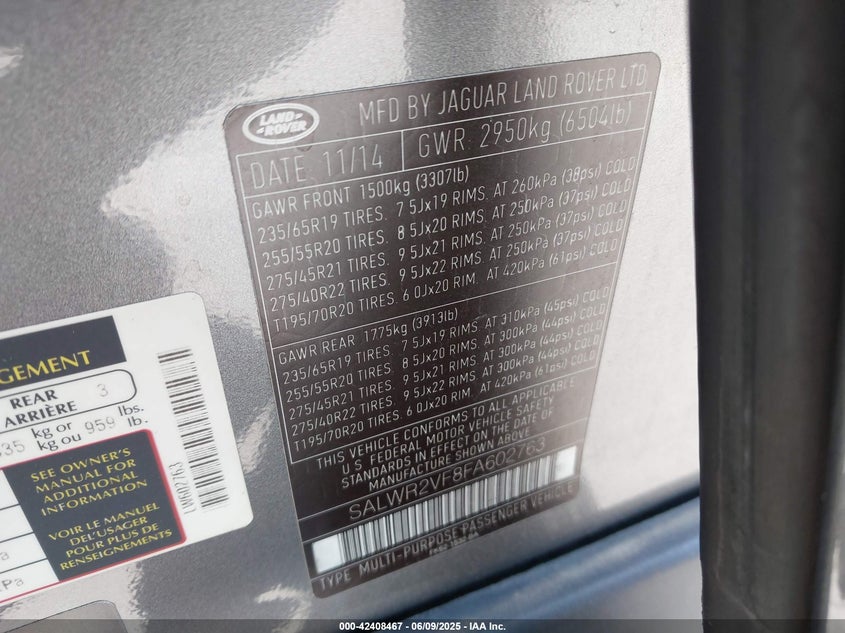 LAND
ROVER
MFD BY JAGUAR LAND ROVER LTD
DATE: 11/14
GWR: 2950kg (6504lb)
GAWR FRONT 1500kg (3307lb)
235/65R19 TIRES. 7 5Jx19 RIMS. AT 260kPa (38psi) COLD
255/55R20 TIRES. 8 5Jx20 RIMS. AT 250kPa (37psi) COLD
275/45R21 TIRES. 9 5Jx21 RIMS. AT 250kPa (37psi) COLD
275/40R22 TIRES. 9 5Jx22 RIMS. AT 250kPa (37psi) COLD
T195/70R20 TIRES. 6 0Jx20 RIM. AT 420kPa (61psi) COLD
GAWR REAR 1775kg (3913lb)
235/65R19 TIRES. 7 5Jx19 RIMS. AT 310kPa (45psi) COLD
255/55R20 TIRES. 8 5Jx20 RIMS. AT 300kPa (44psi) COLD
275/45R21 TIRES. 9 5Jx21 RIMS. AT 300kPa (44psi) COLD
275/40R22 TIRES. 9 5Jx22 RIMS. AT 300kPa (44psi) COLD
T195/70R20 TIRES. 6 0Jx20 RIM. AT 420kPa (61psi) COLD
THIS VEHICLE CONFORMS TO ALL APPLICABLE
U S FEDERAL MOTOR VEHICLE SAFETY
STANDARDS IN EFFECT ON THE DATE OF
MANUFACTURE SHOWN ABOVE.
SALWR2VF8FA602763
TYPE MULTI-PURPOSE PASSENGER VEHICLE
GEMENT
REAR 3
ARRIÈRE
35 kg or 959 lbs.
kg ou lb.
SEE OWNER'S
MANUAL FOR
ADDITIONAL
INFORMATION
VOIR LE MANUEL
DEL'USAGER
POUR PLUS DE
RENSEIGNEMENTS
a
Pa
000-42408467 - 06/09/2025 - IAA Inc.